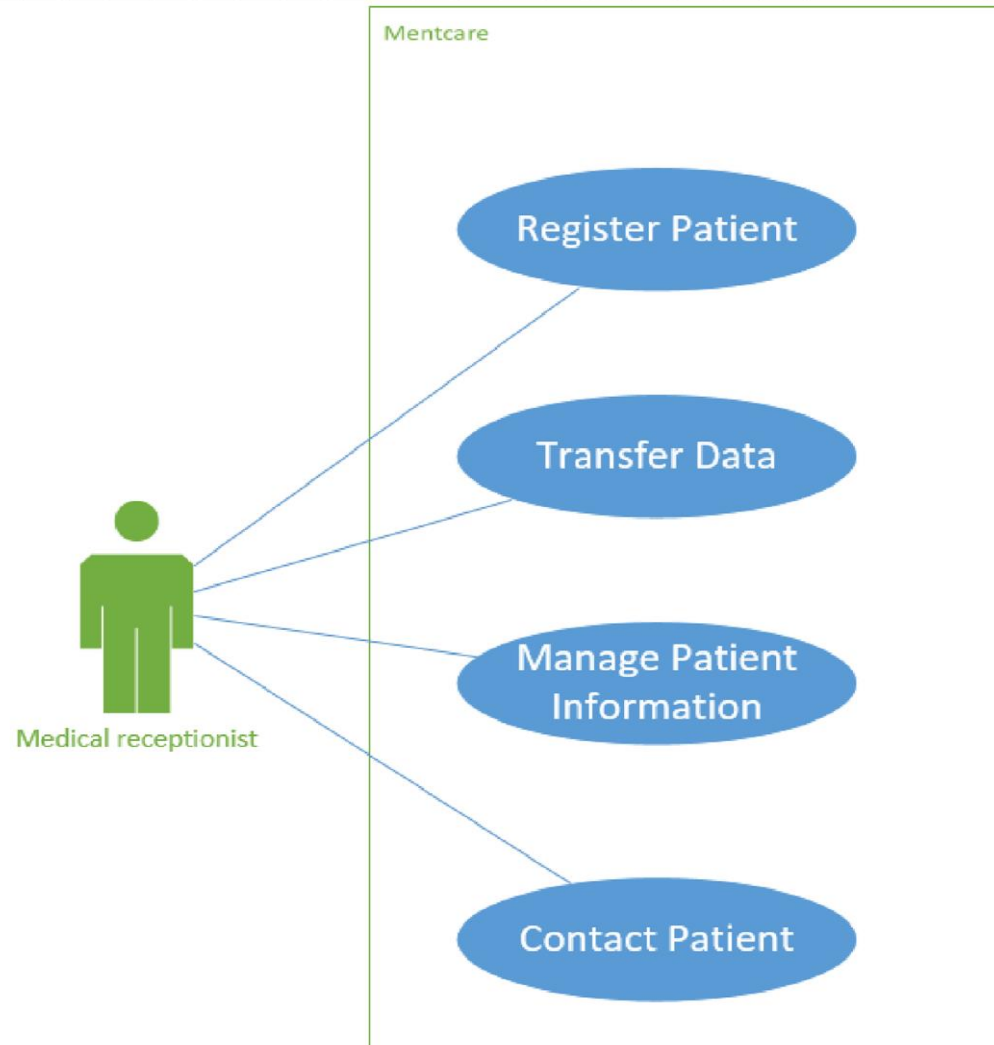 Mentcare
Register Patient
Transfer Data
Manage Patient
Information
Medical receptionist
Contact Patient